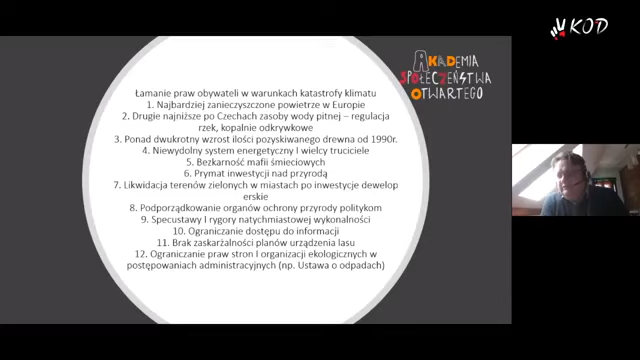 KOD
AKADEMIA
SPOŁECZEŃSTWA
OTWARTEGO
Łamanie praw obywateli w warunkach katastrofy klimatu
1. Najbardziej zanieczyszczone powietrze w Europie
2. Drugie najniższe po Czechach zasoby wody pitnej – regulacja
rzek, kopalnie odkrywkowe
3. Ponad dwukrotny wzrost ilości pozyskiwanego drewna od 1990r.
4. Niewydolny system energetyczny I wielcy truciciele
5. Bezkarność mafii śmieciowych
6. Prymat inwestycji nad przyrodą
7. Likwidacja terenów zielonych w miastach po inwestycje dewelop
erskie
8. Podporządkowanie organów ochrony przyrody politykom
9. Specustawy I rygory natychmiastowej wykonalności
10. Ograniczanie dostępu do informacji
11. Brak zaskarżalności planów urządzenia lasu
12. Ograniczanie praw stron I organizacji ekologicznych w
postępowaniach administracyjnych (np. Ustawa o odpadach)